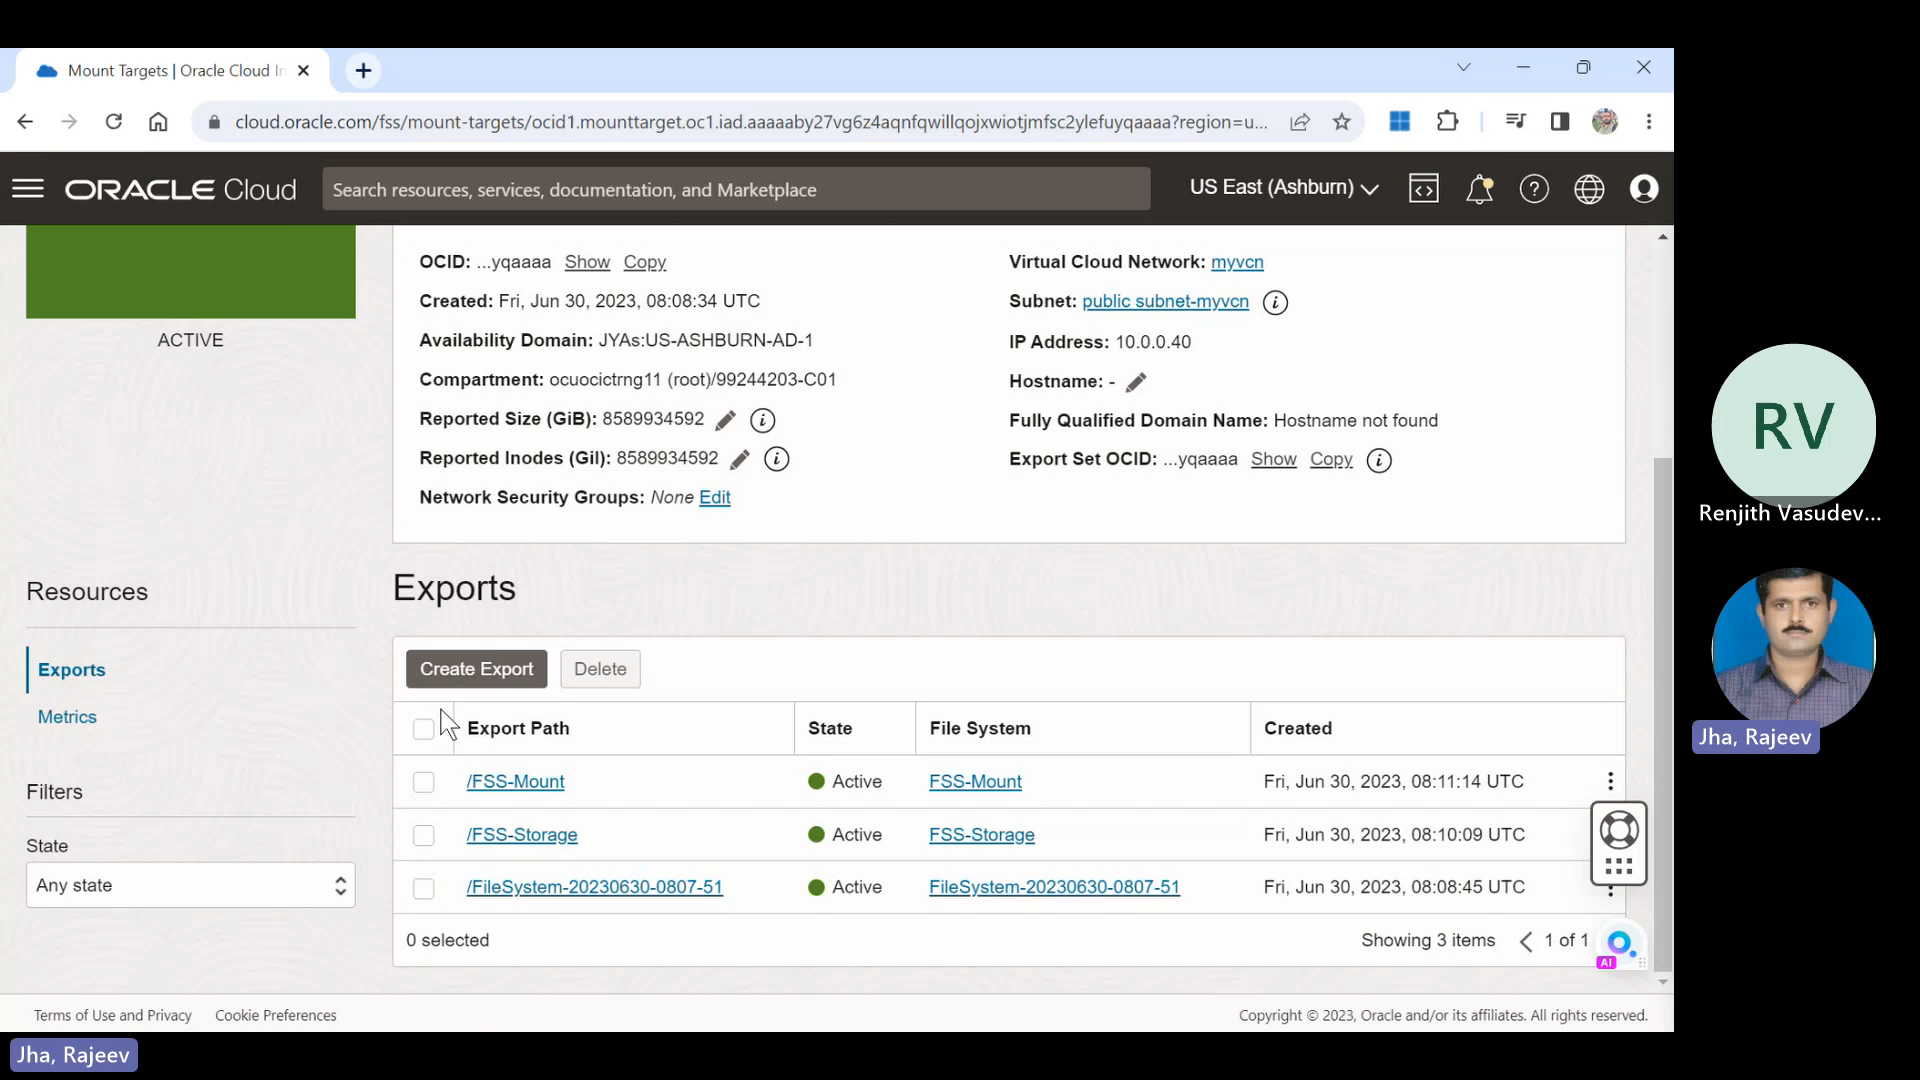 Mount Targets | Oracle Cloud In
cloud.oracle.com/fss/mount-targets/ocid1.mounttarget.oc1.iad.aaaaaby27vg6z4aqnfqwillqojxwiotjmfsc2ylefuyqaaaa?region=u...
ORACLE Cloud
Search resources, services, documentation, and Marketplace
US East (Ashburn)
ACTIVE
OCID: ...yqaaaa Show Copy
Created: Fri, Jun 30, 2023, 08:08:34 UTC
Availability Domain: JYAs:US-ASHBURN-AD-1
Compartment: ocuocictrng11 (root)/99244203-C01
Reported Size (GiB): 8589934592
Reported Inodes (GiI): 8589934592
Network Security Groups: None Edit
Virtual Cloud Network: myvcn
Subnet: public subnet-myvcn
IP Address: 10.0.0.40
Hostname: -
Fully Qualified Domain Name: Hostname not found
Export Set OCID: ...yqaaaa Show Copy
Resources
Exports
Metrics
Filters
State
Any state
Exports
Create Export Delete
Export Path State File System Created
/FSS-Mount Active FSS-Mount Fri, Jun 30, 2023, 08:11:14 UTC
/FSS-Storage Active FSS-Storage Fri, Jun 30, 2023, 08:10:09 UTC
/FileSystem-20230630-0807-51 Active FileSystem-20230630-0807-51 Fri, Jun 30, 2023, 08:08:45 UTC
0 selected Showing 3 items 1 of 1
AI
Terms of Use and Privacy Cookie Preferences
Copyright © 2023, Oracle and/or its affiliates. All rights reserved.
RV
Renjith Vasudev...
Jha, Rajeev
Jha, Rajeev